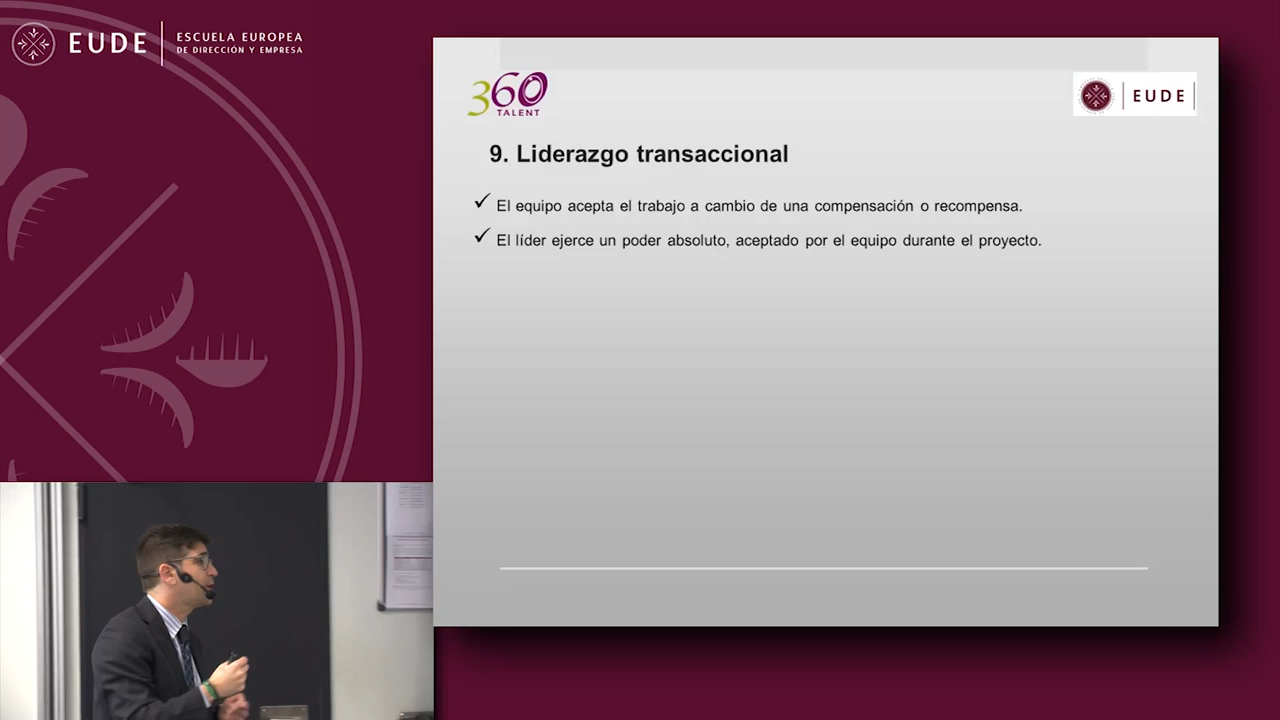 EUDE
ESCUELA EUROPEA
DE DIRECCIÓN Y EMPRESA
360
TALENT
EUDE
9. Liderazgo transaccional
✓ El equipo acepta el trabajo a cambio de una compensación o recompensa.
✓ El líder ejerce un poder absoluto, aceptado por el equipo durante el proyecto.